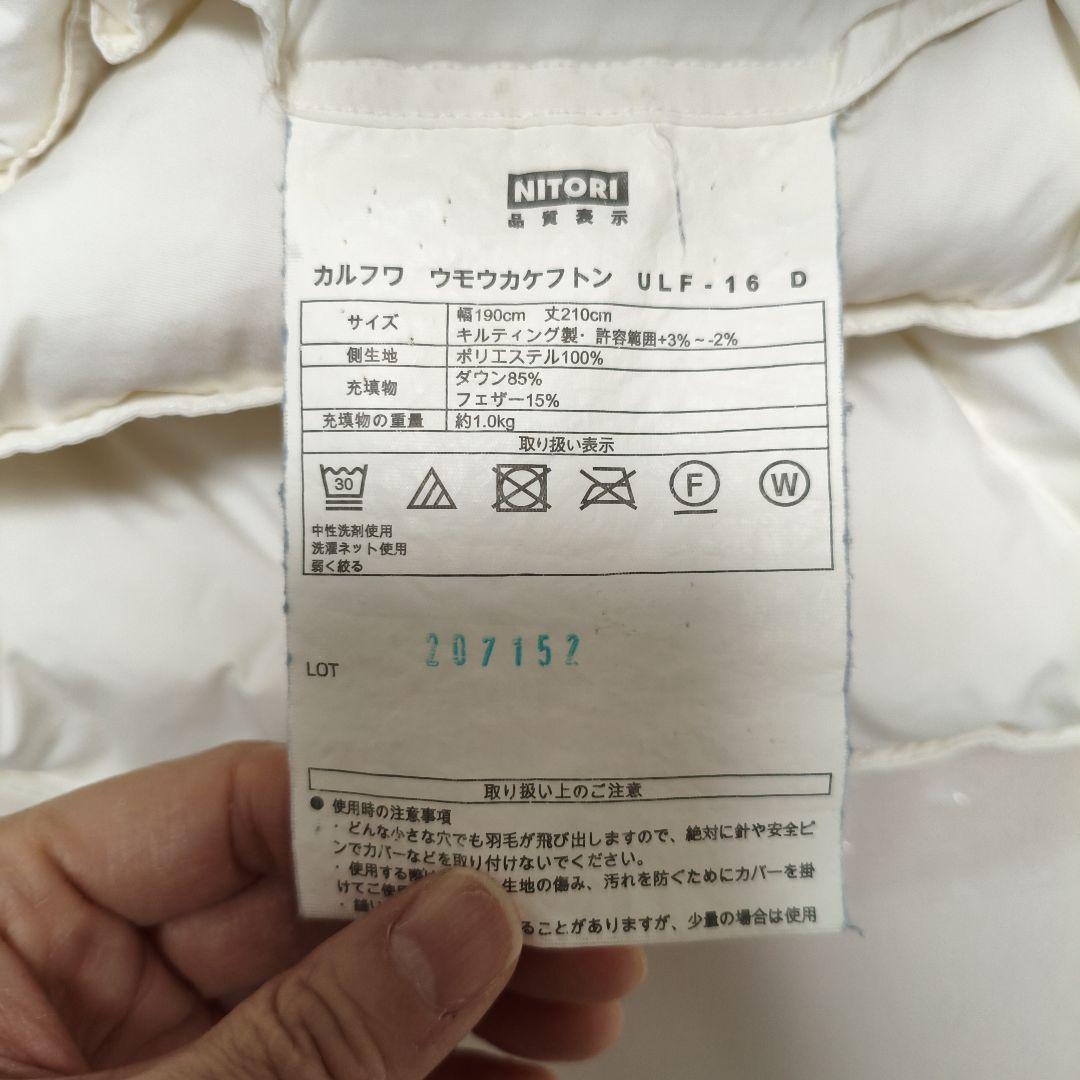 NITORI
品質表示
カルフワ ウモウカケフトン ULF-16 D
サイズ 幅190cm 丈210cm
キルティング製・許容範囲+3%～-2%
側生地 ポリエステル100%
充填物 ダウン85%
フェザー15%
充填物の重量 約1.0kg
取り扱い表示
30 F W
中性洗剤使用
洗濯ネット使用
弱く絞る
207152
LOT
取り扱い上のご注意
● 使用時の注意事項
・どんな小さな穴でも羽毛が飛び出しますので、絶対に針や安全ピ
ンでカバーなどを取り付けないでください。
・使用する際は 生地の傷み、汚れを防ぐためにカバーを掛
けてご使用
・縫い ることがありますが、少量の場合は使用